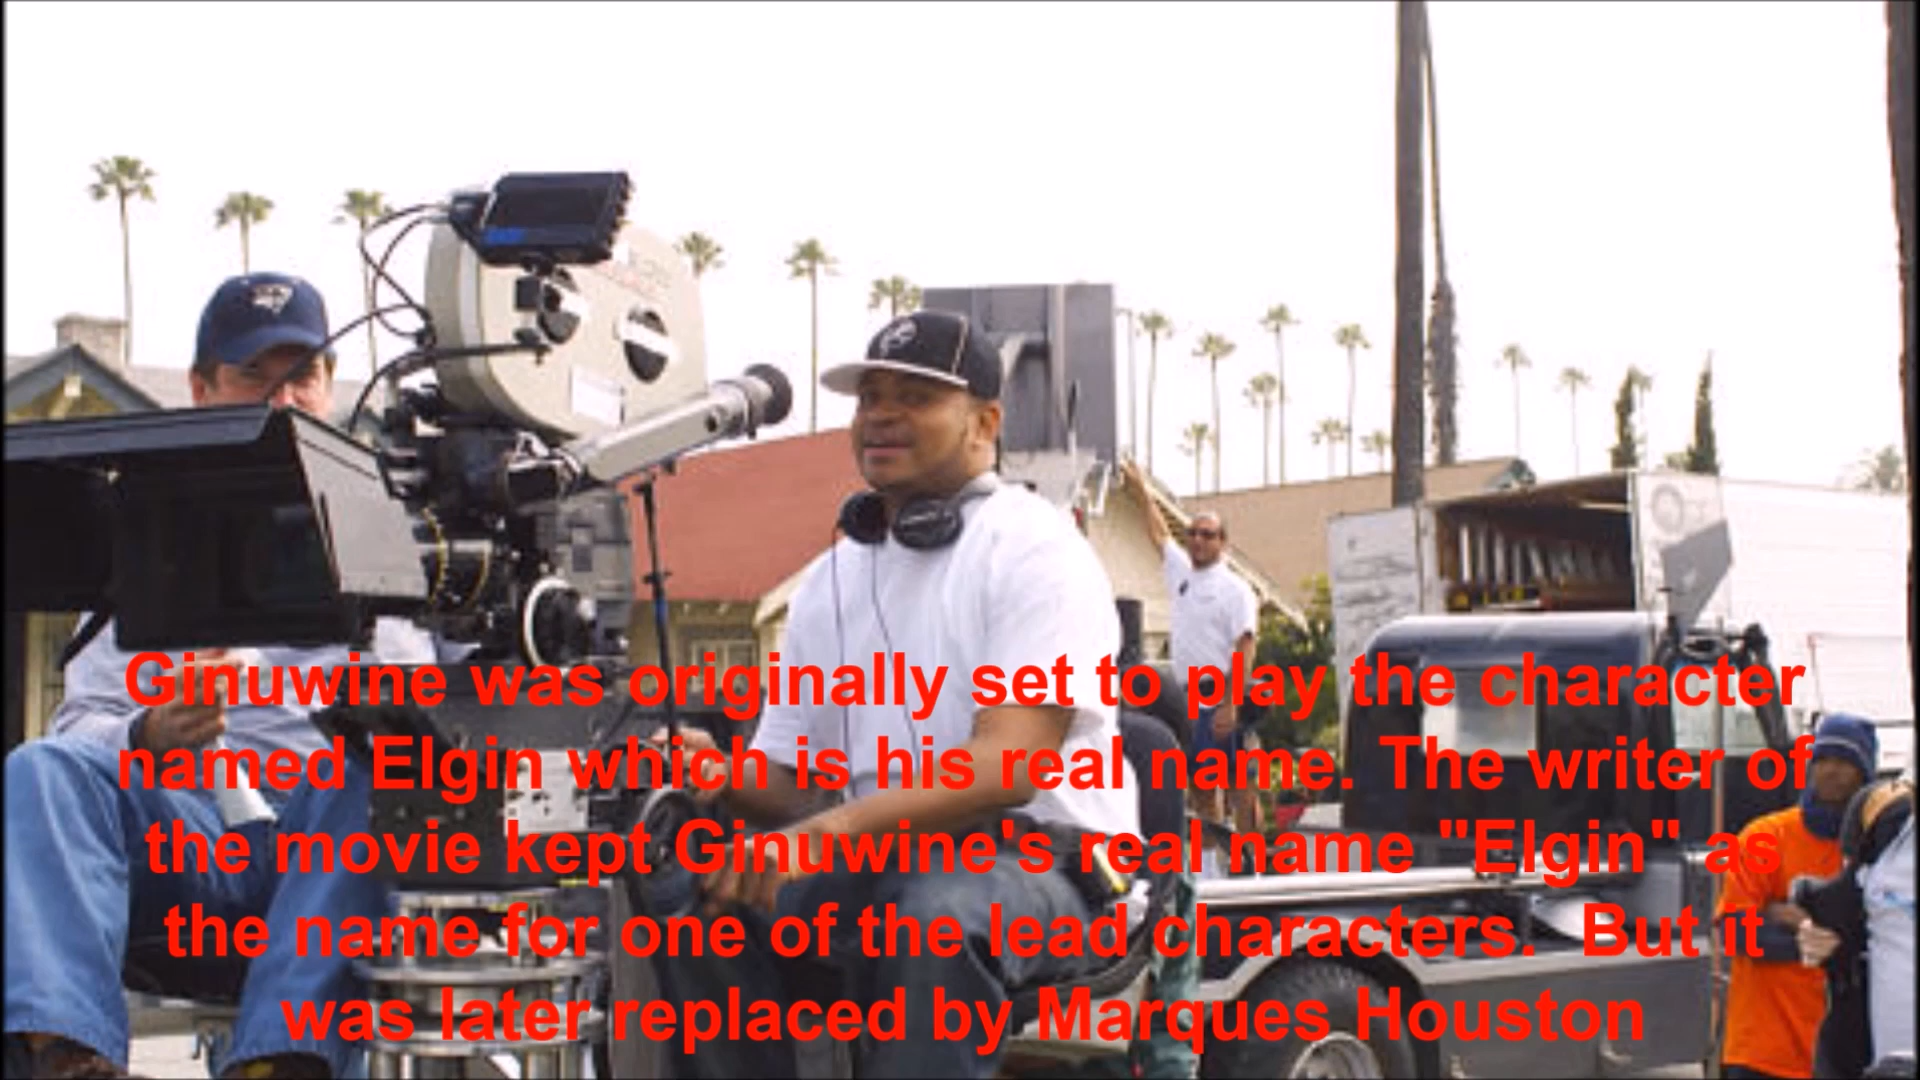 Ginuwine was originally set to play the character
named Elgin which is his real name. The writer of
the movie kept Ginuwine's real name "Elgin" as
the name for one of the lead characters.  But it
was later replaced by Marques Houston